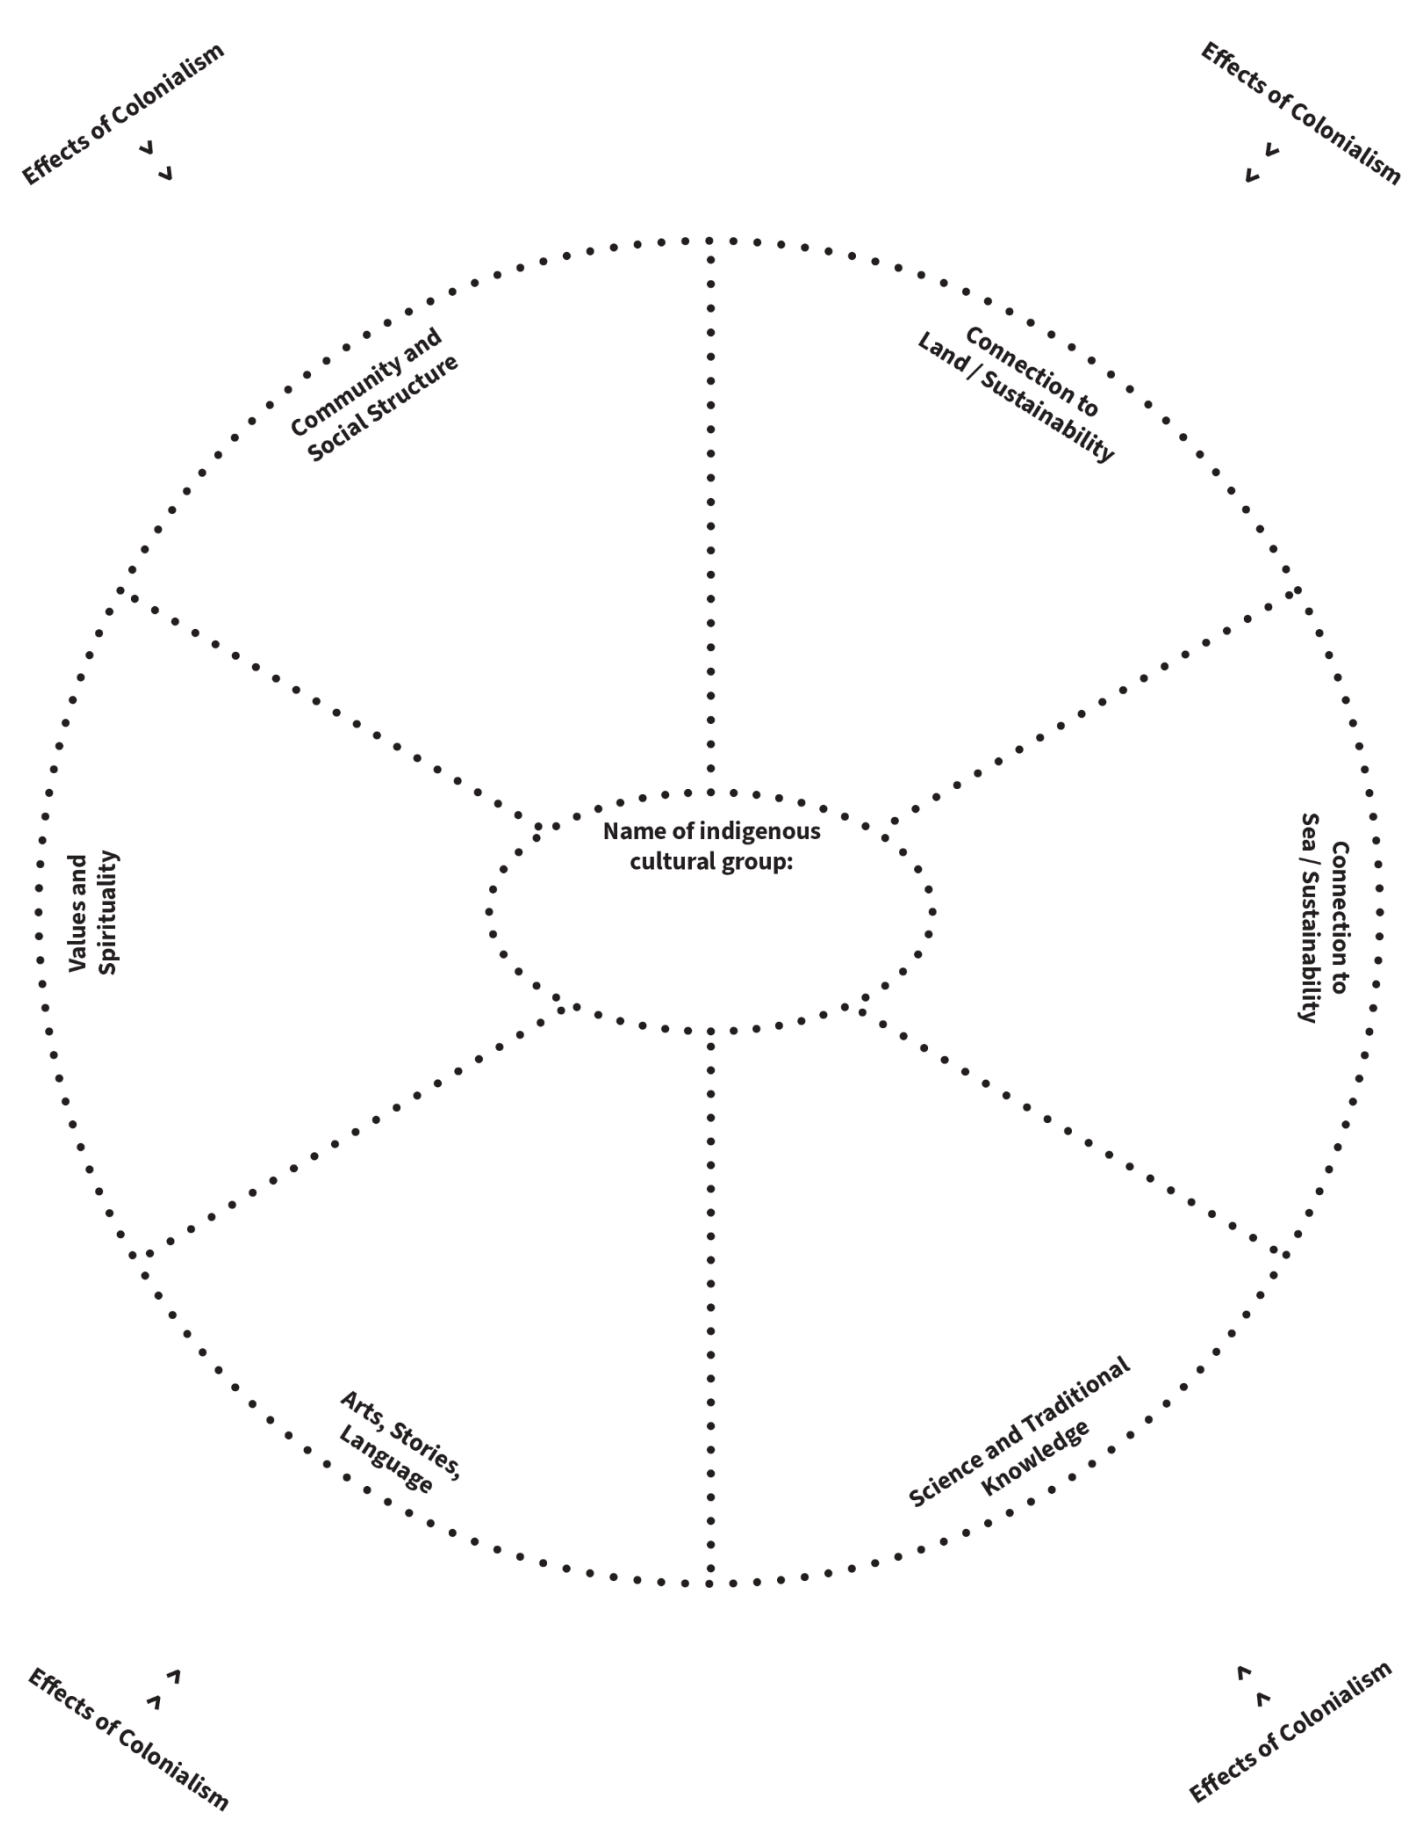 Effects of Colonialism
Effects of Colonialism
Community and
Social Structure
Connection to
Land / Sustainability
Name of indigenous
cultural group:
Values and
Spirituality
Connection to
Sea / Sustainability
Arts, Stories,
Language
Science and Traditional
Knowledge
Effects of Colonialism
Effects of Colonialism